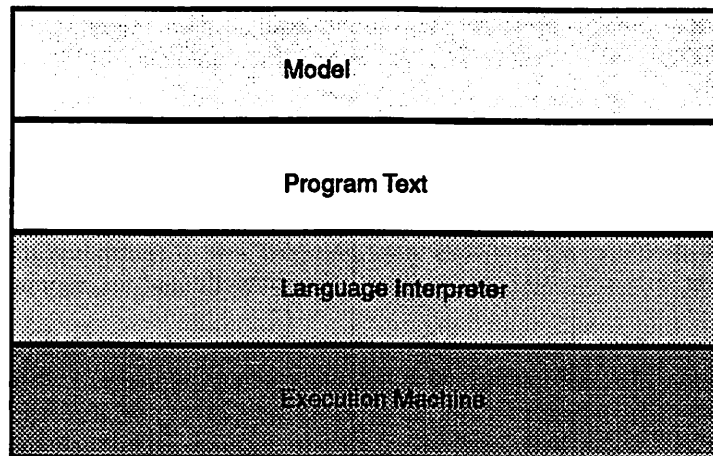 Model
Program Text
Language Interpreter
Execution Machine